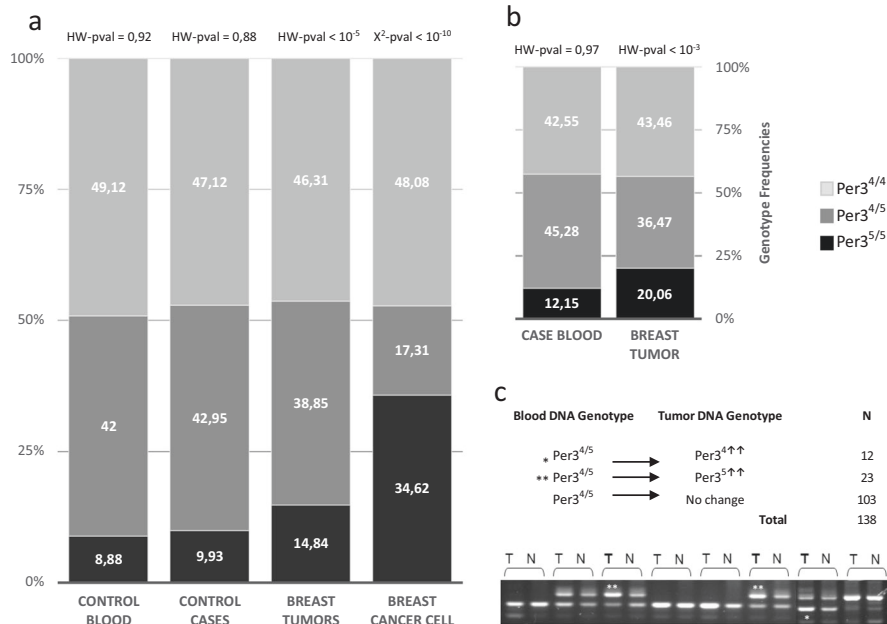 a
HW-pval = 0,92
HW-pval = 0,88
HW-pval < 10-5
X2-pval < 10-10
100%
75%
50%
25%
0%
49,12
47,12
46,31
48,08
42
42,95
38,85
17,31
8,88
9,93
14,84
34,62
CONTROL BLOOD
CONTROL CASES
BREAST TUMORS
BREAST CANCER CELL
b
HW-pval = 0,97
HW-pval < 10-3
42,55
43,46
45,28
36,47
12,15
20,06
100%
75%
50%
25%
0%
Genotype Frequencies
CASE BLOOD
BREAST TUMOR
Per34/4
Per34/5
Per35/5
c
Blood DNA Genotype Tumor DNA Genotype N
* Per34/5 → Per34↑↑ 12
** Per34/5 → Per35↑↑ 23
Per34/5 → No change 103
Total 138
T N T N T N T N T N T N T N T N
** ** *